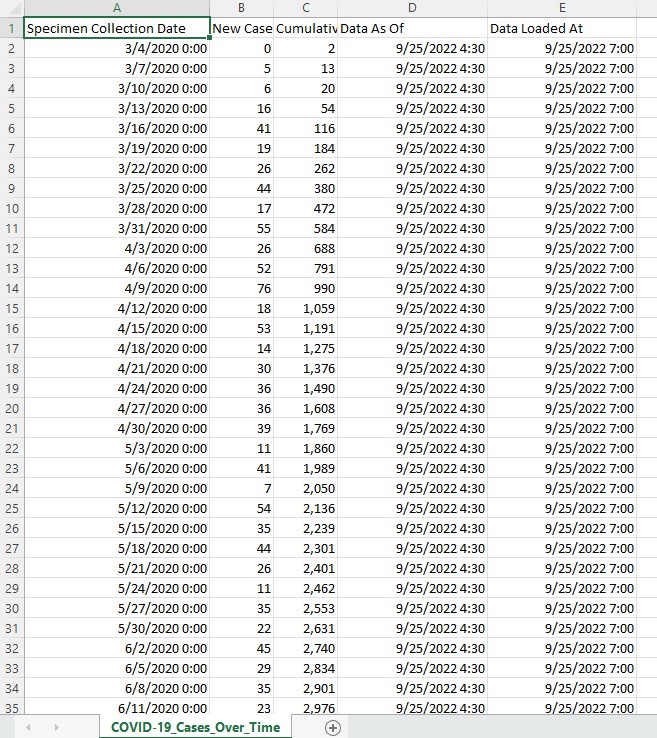 A B C D E
1 Specimen Collection Date New Case Cumulativ Data As Of Data Loaded At
2 3/4/2020 0:00 0 2 9/25/2022 4:30 9/25/2022 7:00
3 3/7/2020 0:00 5 13 9/25/2022 4:30 9/25/2022 7:00
4 3/10/2020 0:00 6 20 9/25/2022 4:30 9/25/2022 7:00
5 3/13/2020 0:00 16 54 9/25/2022 4:30 9/25/2022 7:00
6 3/16/2020 0:00 41 116 9/25/2022 4:30 9/25/2022 7:00
7 3/19/2020 0:00 19 184 9/25/2022 4:30 9/25/2022 7:00
8 3/22/2020 0:00 26 262 9/25/2022 4:30 9/25/2022 7:00
9 3/25/2020 0:00 44 380 9/25/2022 4:30 9/25/2022 7:00
10 3/28/2020 0:00 17 472 9/25/2022 4:30 9/25/2022 7:00
11 3/31/2020 0:00 55 584 9/25/2022 4:30 9/25/2022 7:00
12 4/3/2020 0:00 26 688 9/25/2022 4:30 9/25/2022 7:00
13 4/6/2020 0:00 52 791 9/25/2022 4:30 9/25/2022 7:00
14 4/9/2020 0:00 76 990 9/25/2022 4:30 9/25/2022 7:00
15 4/12/2020 0:00 18 1,059 9/25/2022 4:30 9/25/2022 7:00
16 4/15/2020 0:00 53 1,191 9/25/2022 4:30 9/25/2022 7:00
17 4/18/2020 0:00 14 1,275 9/25/2022 4:30 9/25/2022 7:00
18 4/21/2020 0:00 30 1,376 9/25/2022 4:30 9/25/2022 7:00
19 4/24/2020 0:00 36 1,490 9/25/2022 4:30 9/25/2022 7:00
20 4/27/2020 0:00 36 1,608 9/25/2022 4:30 9/25/2022 7:00
21 4/30/2020 0:00 39 1,769 9/25/2022 4:30 9/25/2022 7:00
22 5/3/2020 0:00 11 1,860 9/25/2022 4:30 9/25/2022 7:00
23 5/6/2020 0:00 41 1,989 9/25/2022 4:30 9/25/2022 7:00
24 5/9/2020 0:00 7 2,050 9/25/2022 4:30 9/25/2022 7:00
25 5/12/2020 0:00 54 2,136 9/25/2022 4:30 9/25/2022 7:00
26 5/15/2020 0:00 35 2,239 9/25/2022 4:30 9/25/2022 7:00
27 5/18/2020 0:00 44 2,301 9/25/2022 4:30 9/25/2022 7:00
28 5/21/2020 0:00 26 2,401 9/25/2022 4:30 9/25/2022 7:00
29 5/24/2020 0:00 11 2,462 9/25/2022 4:30 9/25/2022 7:00
30 5/27/2020 0:00 35 2,553 9/25/2022 4:30 9/25/2022 7:00
31 5/30/2020 0:00 22 2,631 9/25/2022 4:30 9/25/2022 7:00
32 6/2/2020 0:00 45 2,740 9/25/2022 4:30 9/25/2022 7:00
33 6/5/2020 0:00 29 2,834 9/25/2022 4:30 9/25/2022 7:00
34 6/8/2020 0:00 35 2,901 9/25/2022 4:30 9/25/2022 7:00
35 6/11/2020 0:00 23 2,976 9/25/2022 4:30 9/25/2022 7:00
COVID-19_Cases_Over_Time